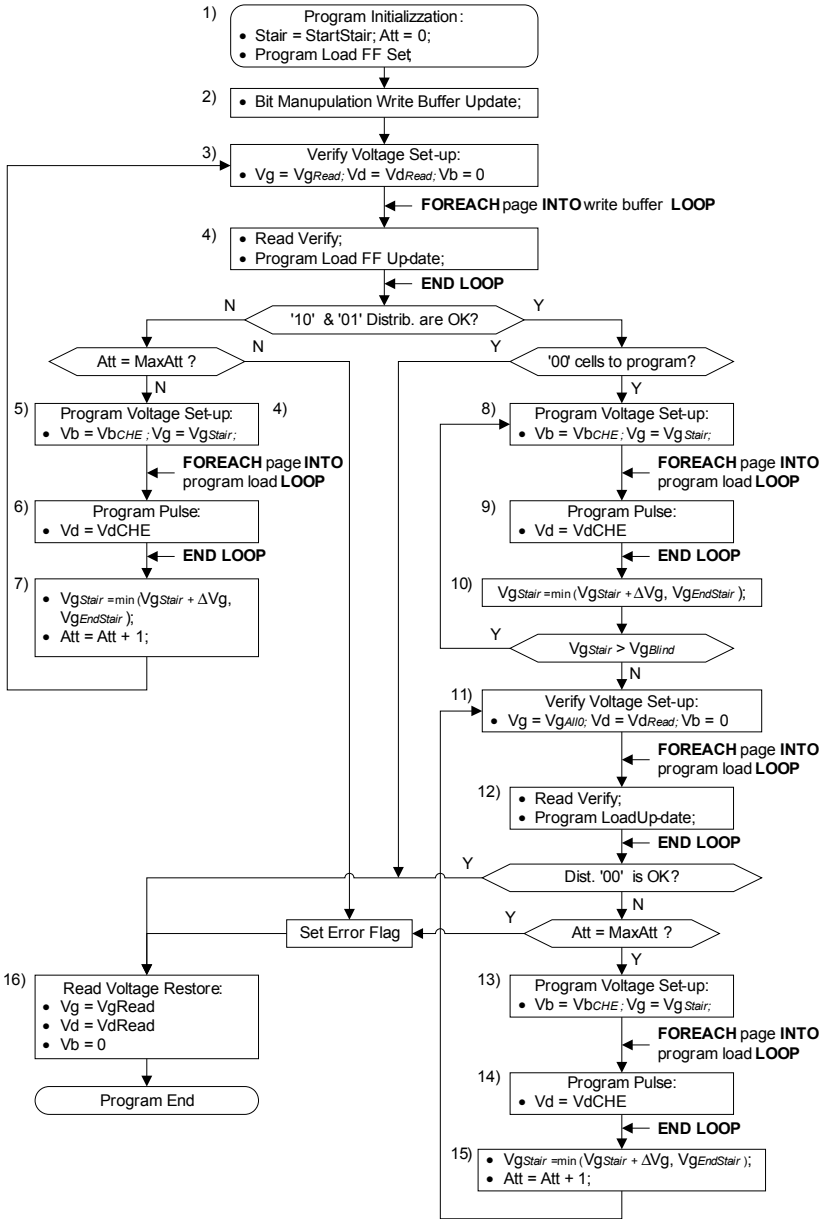 1)
Program Initializzation:
• Stair = StartStair; Att = 0;
• Program Load FF Set;
2)
• Bit Manupulation Write Buffer Update;
3)
Verify Voltage Set-up:
• Vg = VgRead; Vd = VdRead; Vb = 0
FOREACH page INTO write buffer LOOP
4)
• Read Verify;
• Program Load FF Up-date;
END LOOP
N
'10' & '01' Distrib. are OK?
Y
Att = MaxAtt ?
N
Y
'00' cells to program?
N
Y
5)
Program Voltage Set-up:
• Vb = VbCHE ; Vg = VgStair;
4)
8)
Program Voltage Set-up:
• Vb = VbCHE ; Vg = VgStair;
FOREACH page INTO
program load LOOP
FOREACH page INTO
program load LOOP
6)
Program Pulse:
• Vd = VdCHE
9)
Program Pulse:
• Vd = VdCHE
END LOOP
END LOOP
7)
• VgStair =min (VgStair + ΔVg,
VgEndStair );
• Att = Att + 1;
10)
VgStair =min (VgStair + ΔVg, VgEndStair );
Y
VgStair > VgBlind
N
11)
Verify Voltage Set-up:
• Vg = VgAll0; Vd = VdRead; Vb = 0
FOREACH page INTO
program load LOOP
12)
• Read Verify;
• Program LoadUp-date;
END LOOP
Y
Dist. '00' is OK?
N
Set Error Flag
Y
Att = MaxAtt ?
Y
16)
Read Voltage Restore:
• Vg = VgRead
• Vd = VdRead
• Vb = 0
13)
Program Voltage Set-up:
• Vb = VbCHE ; Vg = VgStair;
FOREACH page INTO
program load LOOP
14)
Program Pulse:
• Vd = VdCHE
Program End
END LOOP
15)
• VgStair =min (VgStair + ΔVg, VgEndStair );
• Att = Att + 1;